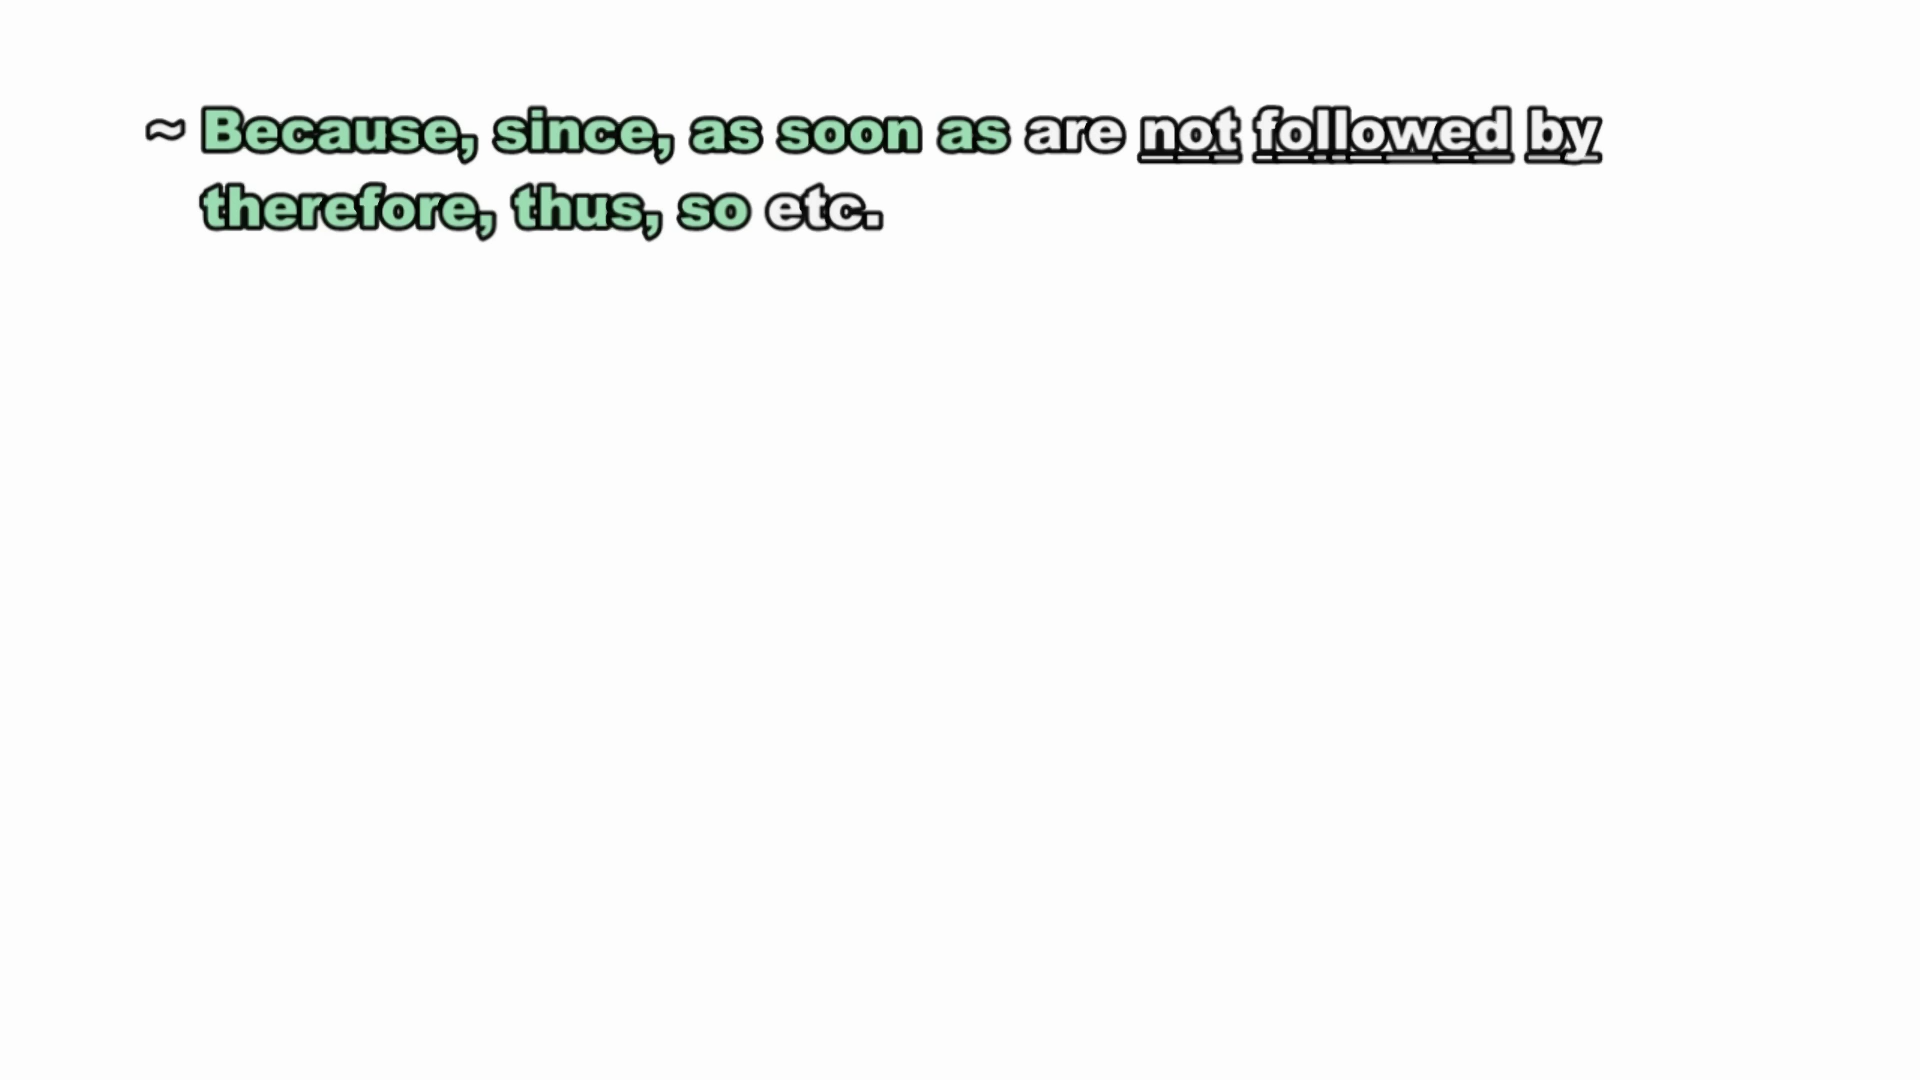 ~ Because, since, as soon as are not followed by
therefore, thus, so etc.